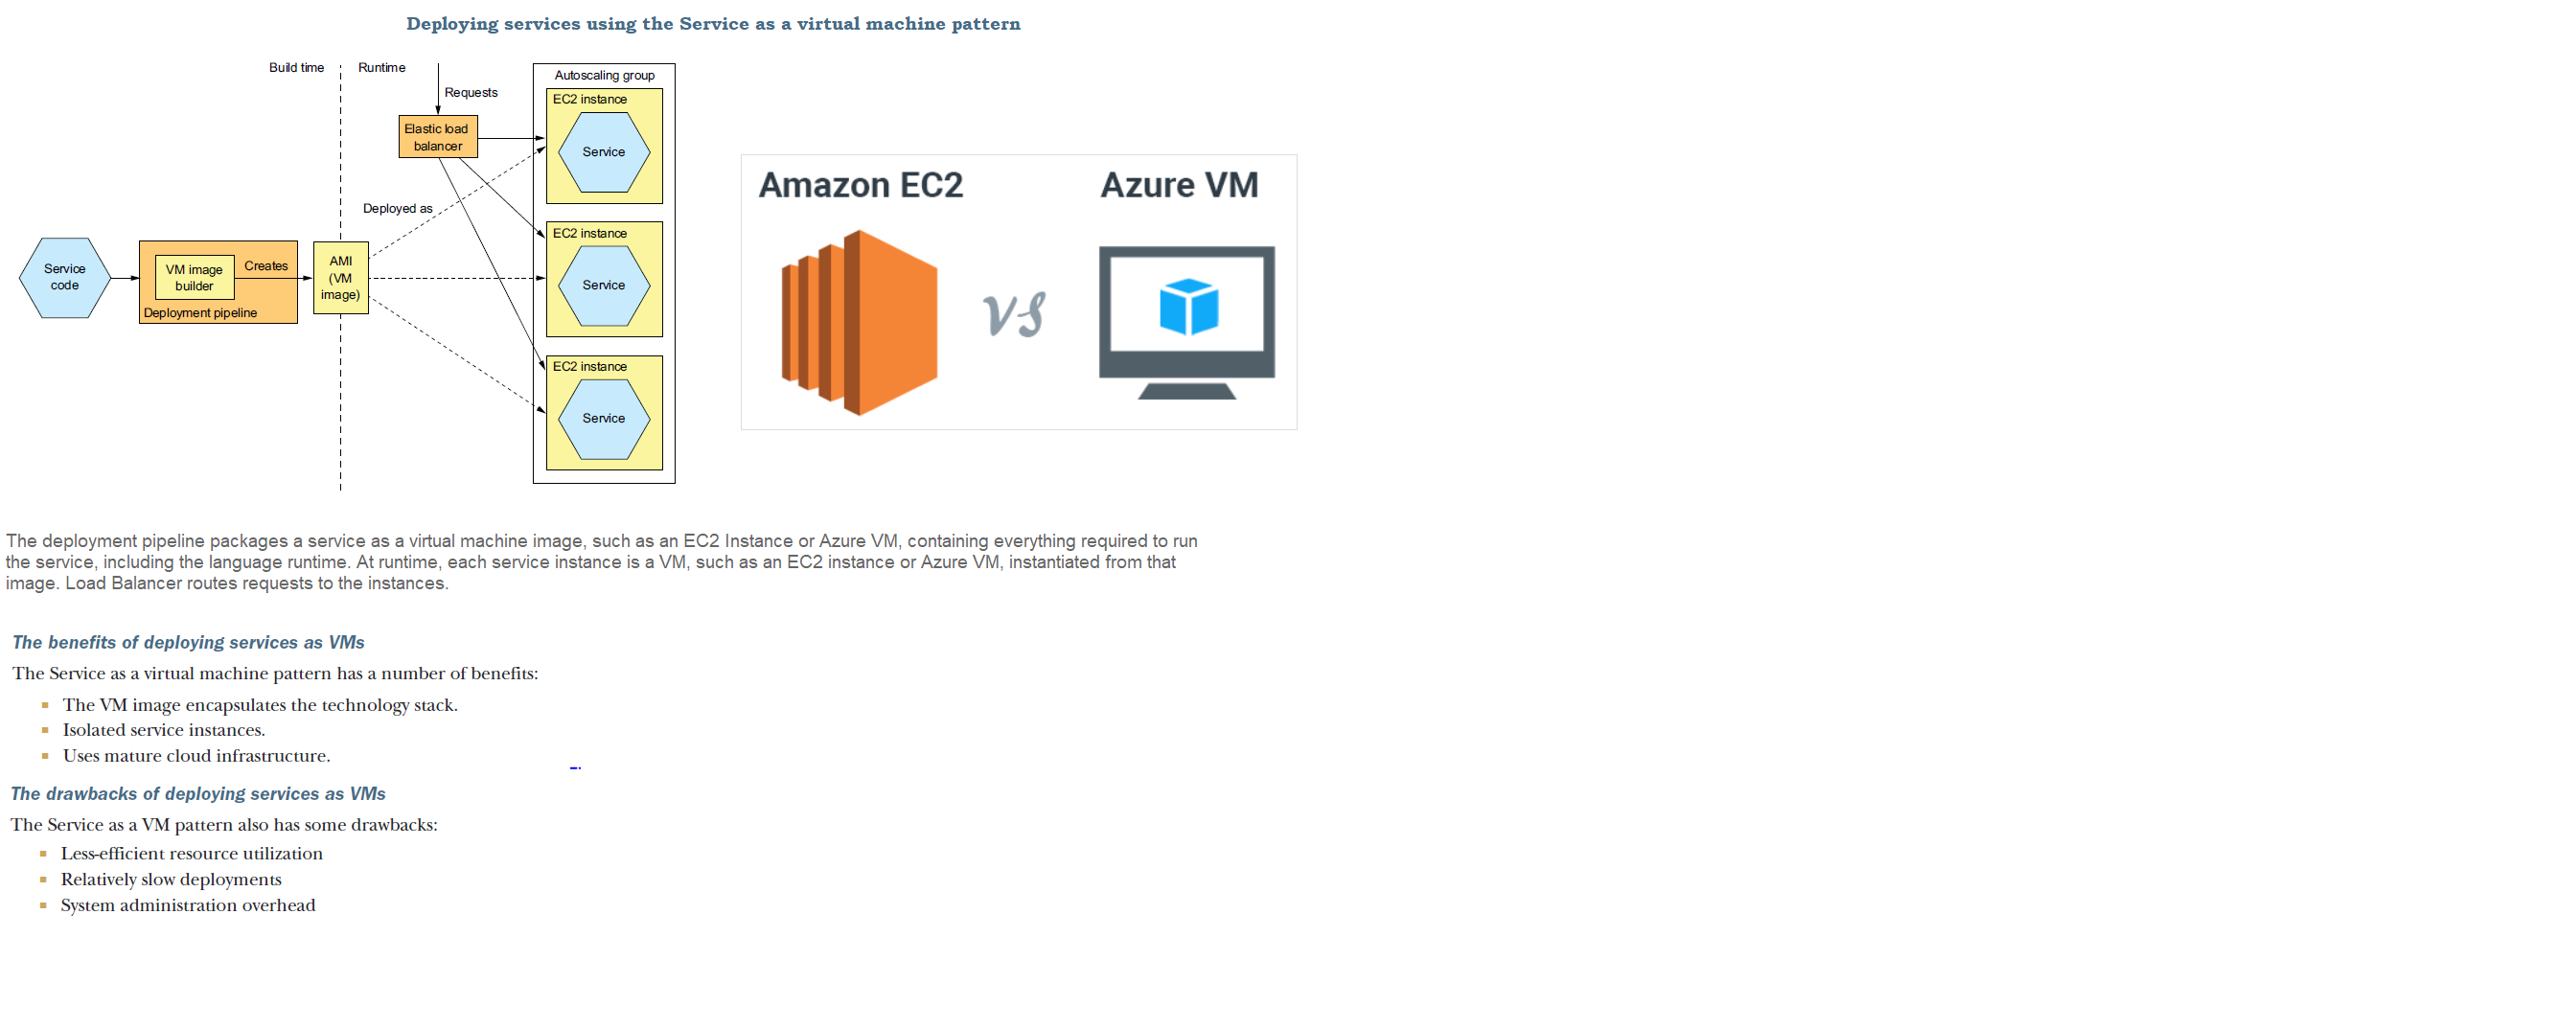 Deploying services using the Service as a virtual machine pattern
Build time
Runtime
Requests
Autoscaling group
EC2 instance
Service
Elastic load
balancer
Deployed as
EC2 instance
Service
Service
code
VM image
builder
Creates
Deployment pipeline
AMI
(VM
image)
EC2 instance
Service
Amazon EC2
vs
Azure VM
The deployment pipeline packages a service as a virtual machine image, such as an EC2 Instance or Azure VM, containing everything required to run
the service, including the language runtime. At runtime, each service instance is a VM, such as an EC2 instance or Azure VM, instantiated from that
image. Load Balancer routes requests to the instances.
The benefits of deploying services as VMs
The Service as a virtual machine pattern has a number of benefits:
The VM image encapsulates the technology stack.
Isolated service instances.
Uses mature cloud infrastructure.
The drawbacks of deploying services as VMs
The Service as a VM pattern also has some drawbacks:
Less-efficient resource utilization
Relatively slow deployments
System administration overhead